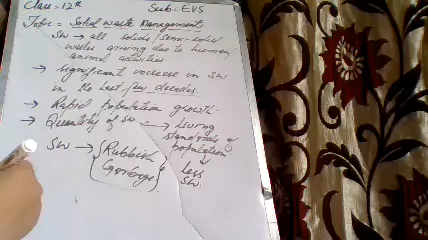 Class - 12th Sub - EVS
Topic = Solid waste Management
SW → all solids/semi-solid
wastes arising due to human
animal activities
→ Significant increase in SW
in the last few decades.
→ Rapid population growth.
→ Quantity of SW → living
standards of
population
↓
less
SW.
SW → { Rubbish
Garbage }